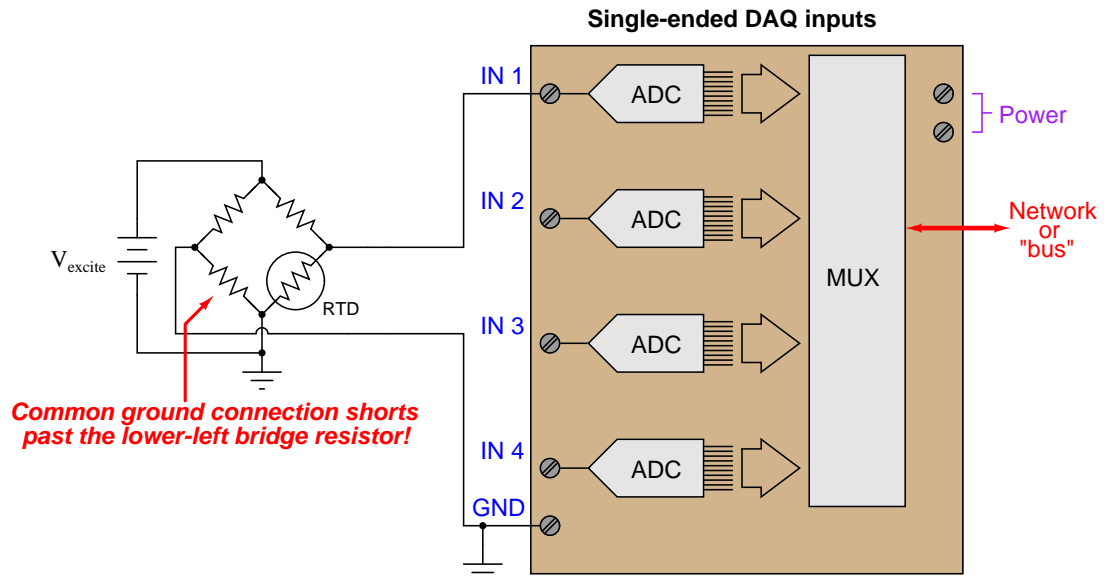 Single-ended DAQ inputs
IN 1
ADC
Power
IN 2
ADC
Network
or
"bus"
MUX
V excite
RTD
IN 3
ADC
Common ground connection shorts
past the lower-left bridge resistor!
IN 4
ADC
GND